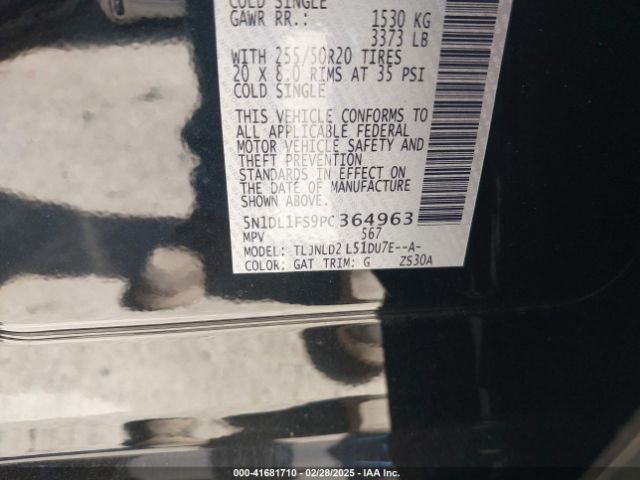 COLD SINGLE
GAWR RR.: 1530 KG
3373 LB
WITH 255/50R20 TIRES
20 X 8.0 RIMS AT 35 PSI
COLD SINGLE
THIS VEHICLE CONFORMS TO
ALL APPLICABLE FEDERAL
MOTOR VEHICLE SAFETY AND
THEFT PREVENTION
STANDARDS IN EFFECT ON
THE DATE OF MANUFACTURE
SHOWN ABOVE.
5N1DL1FS9PC364963
MPV 567
MODEL: TLJNLD2 L51DU7E--A-
COLOR: GAT TRIM: G ZS30A
000-41681710 - 02/28/2025 - IAA Inc.